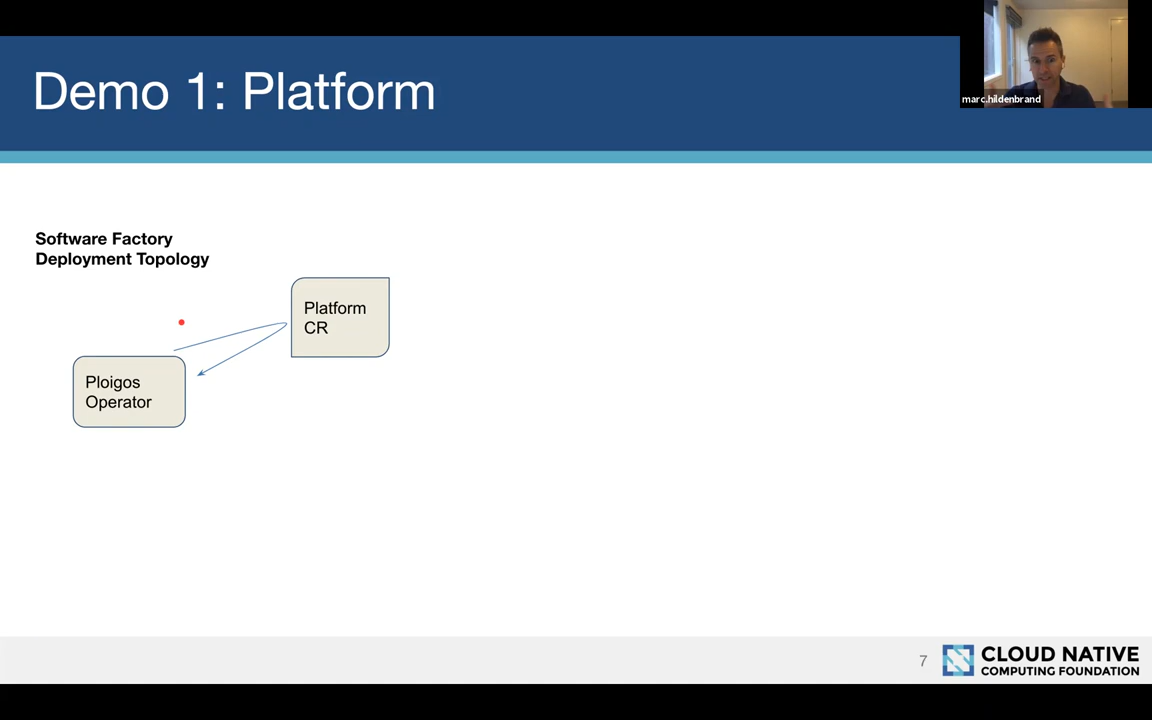 Demo 1: Platform
marc.hildenbrand
Software Factory
Deployment Topology
Platform
CR
Ploigos
Operator
7
CLOUD NATIVE
COMPUTING FOUNDATION